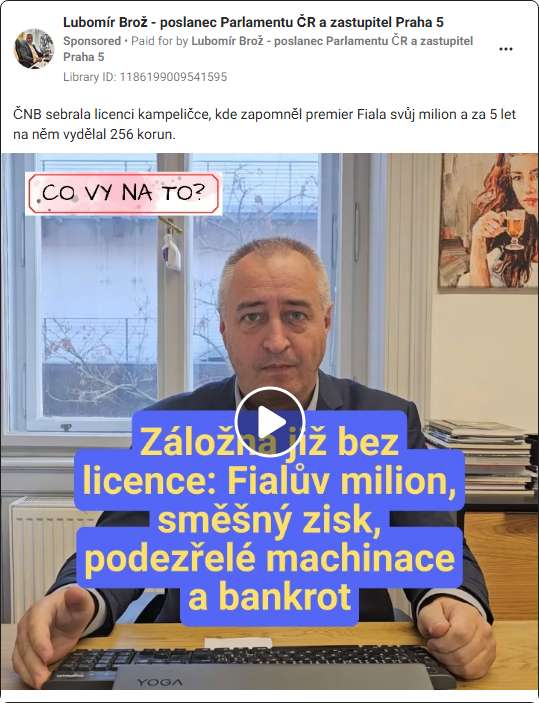 Lubomír Brož - poslanec Parlamentu ČR a zastupitel Praha 5
Sponsored • Paid for by Lubomír Brož - poslanec Parlamentu ČR a zastupitel
Praha 5
Library ID: 1186199009541595
ČNB sebrala licenci kampeličce, kde zapomněl premier Fiala svůj milion a za 5 let
na něm vydělal 256 korun.
CO VY NA TO?
Záložna již bez
licence: Fialův milion,
směšný zisk,
podezřelé machinace
a bankrot
YOGA